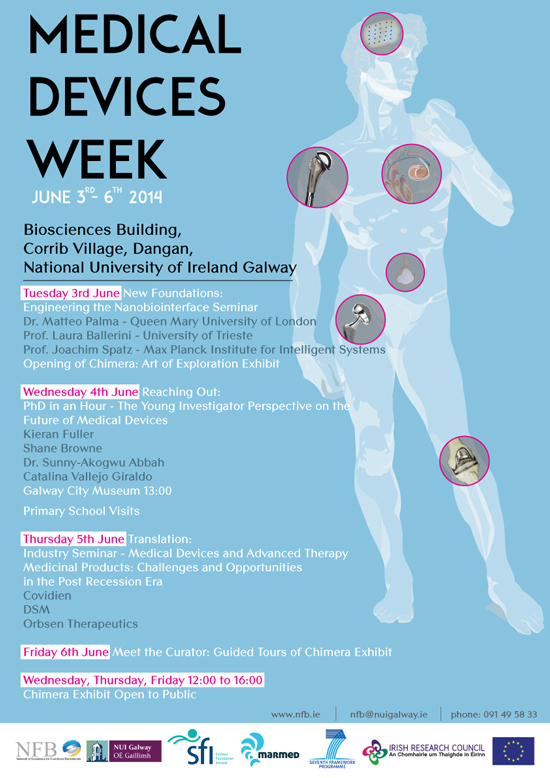 MEDICAL
DEVICES
WEEK
JUNE 3RD- 6TH 2014
Biosciences Building,
Corrib Village, Dangan,
National University of Ireland Galway
Tuesday 3rd June New Foundations:
Engineering the Nanobiointerface Seminar
Dr. Matteo Palma - Queen Mary University of London
Prof. Laura Ballerini - University of Trieste
Prof. Joachim Spatz - Max Planck Institute for Intelligent Systems
Opening of Chimera: Art of Exploration Exhibit
Wednesday 4th June Reaching Out:
PhD in an Hour - The Young Investigator Perspective on the
Future of Medical Devices
Kieran Fuller
Shane Browne
Dr. Sunny-Akogwu Abbah
Catalina Vallejo Giraldo
Galway City Museum 13:00
Primary School Visits
Thursday 5th June Translation:
Industry Seminar - Medical Devices and Advanced Therapy
Medicinal Products: Challenges and Opportunities
in the Post Recession Era
Covidien
DSM
Orbsen Therapeutics
Friday 6th June Meet the Curator: Guided Tours of Chimera Exhibit
Wednesday, Thursday, Friday 12:00 to 16:00
Chimera Exhibit Open to Public
www.nfb.ie | nfb@nuigalway.ie | phone: 091 49 58 33
NFB
NUI Galway
OÉ Gaillimh
sfi
marmed
SEVENTH FRAMEWORK
PROGRAMME
IRISH RESEARCH COUNCIL
An Chomhairle um Thaighde in Éirinn